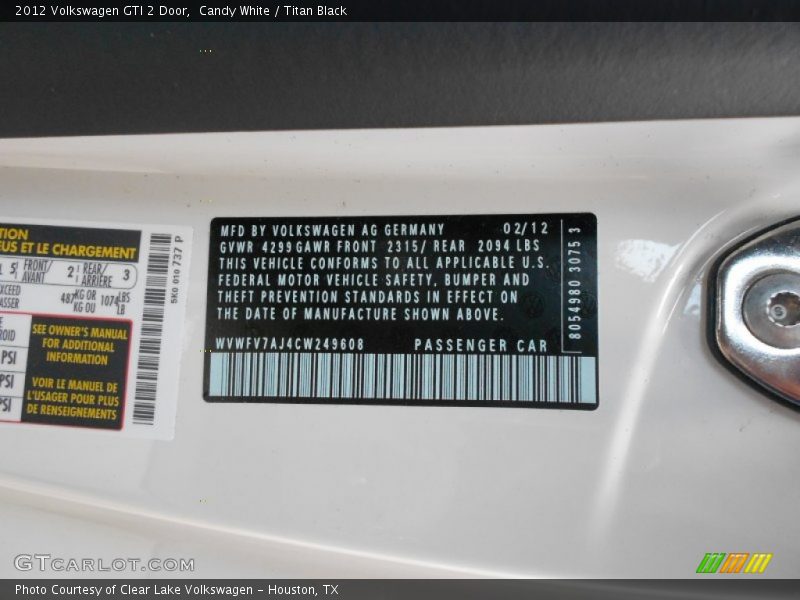 2012 Volkswagen GTI 2 Door, Candy White / Titan Black
TION
EUS ET LE CHARGEMENT
5 FRONT/AVANT 2 REAR/ARRIÈRE 3
487 KG OR 1074 LBS
KG OU LB
SEE OWNER'S MANUAL
FOR ADDITIONAL
INFORMATION
PSI
PSI
PSI
VOIR LE MANUEL DE
L'USAGER POUR PLUS
DE RENSEIGNEMENTS
5K0 010 737 P
MFD BY VOLKSWAGEN AG GERMANY 02/12
GVWR 4299 GAWR FRONT 2315/ REAR 2094 LBS
THIS VEHICLE CONFORMS TO ALL APPLICABLE U.S.
FEDERAL MOTOR VEHICLE SAFETY, BUMPER AND
THEFT PREVENTION STANDARDS IN EFFECT ON
THE DATE OF MANUFACTURE SHOWN ABOVE.
WVWFV7AJ4CW249608 PASSENGER CAR
8054980 3075 3
GTCARLOT.COM
Photo Courtesy of Clear Lake Volkswagen - Houston, TX